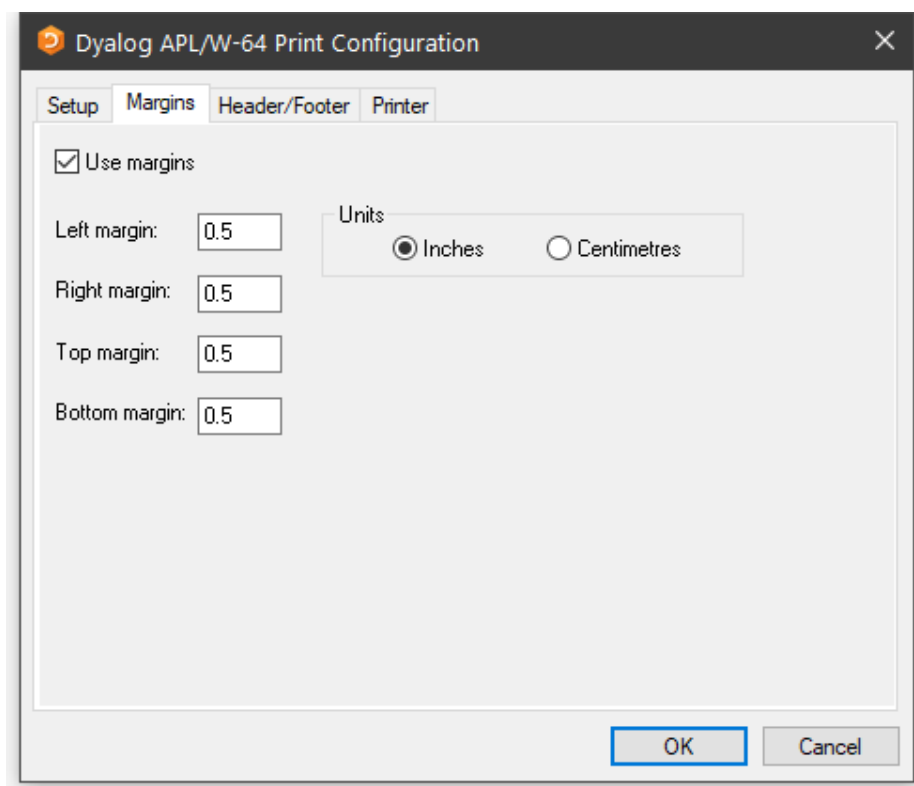 Dyalog APL/W-64 Print Configuration
Setup Margins Header/Footer Printer
Use margins
Units
Left margin: 0.5 Inches Centimetres
Right margin: 0.5
Top margin: 0.5
Bottom margin: 0.5
OK Cancel